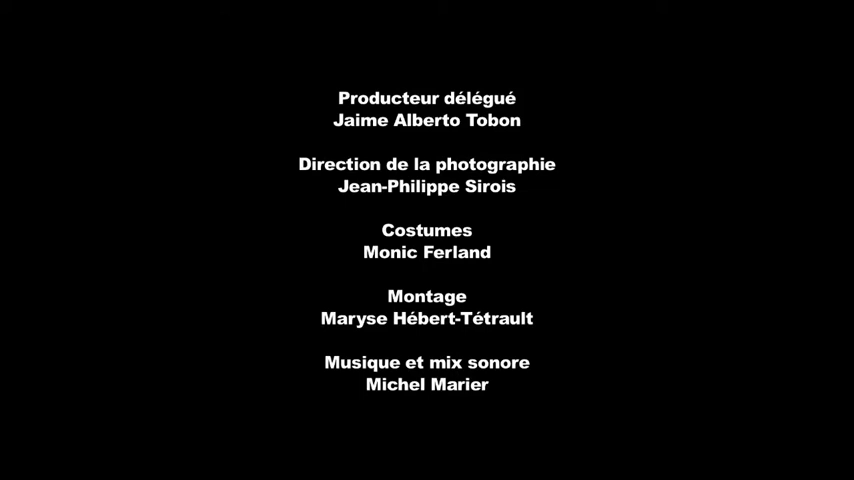 Producteur délégué
Jaime Alberto Tobon
Direction de la photographie
Jean-Philippe Sirois
Costumes
Monic Ferland
Montage
Maryse Hébert-Tétrault
Musique et mix sonore
Michel Marier